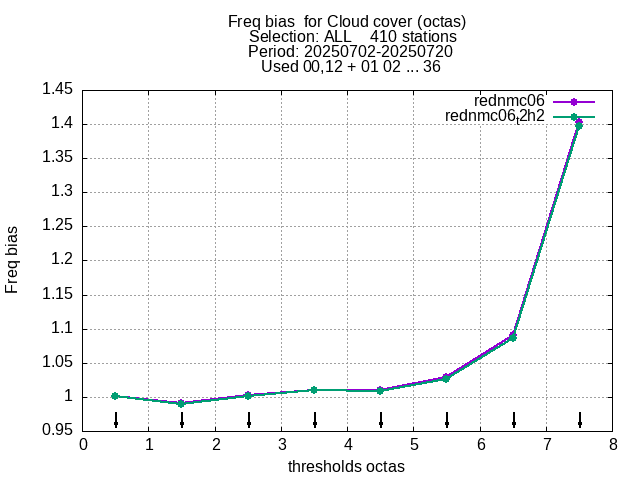 Freq bias  for Cloud cover (octas)
Selection: ALL    410 stations
Period: 20250702-20250720
Used 00,12 + 01 02 ... 36
rednmc06
rednmc06,2h2
Freq bias
1.45
1.4
1.35
1.3
1.25
1.2
1.15
1.1
1.05
1
0.95
0 1 2 3 4 5 6 7 8
thresholds octas